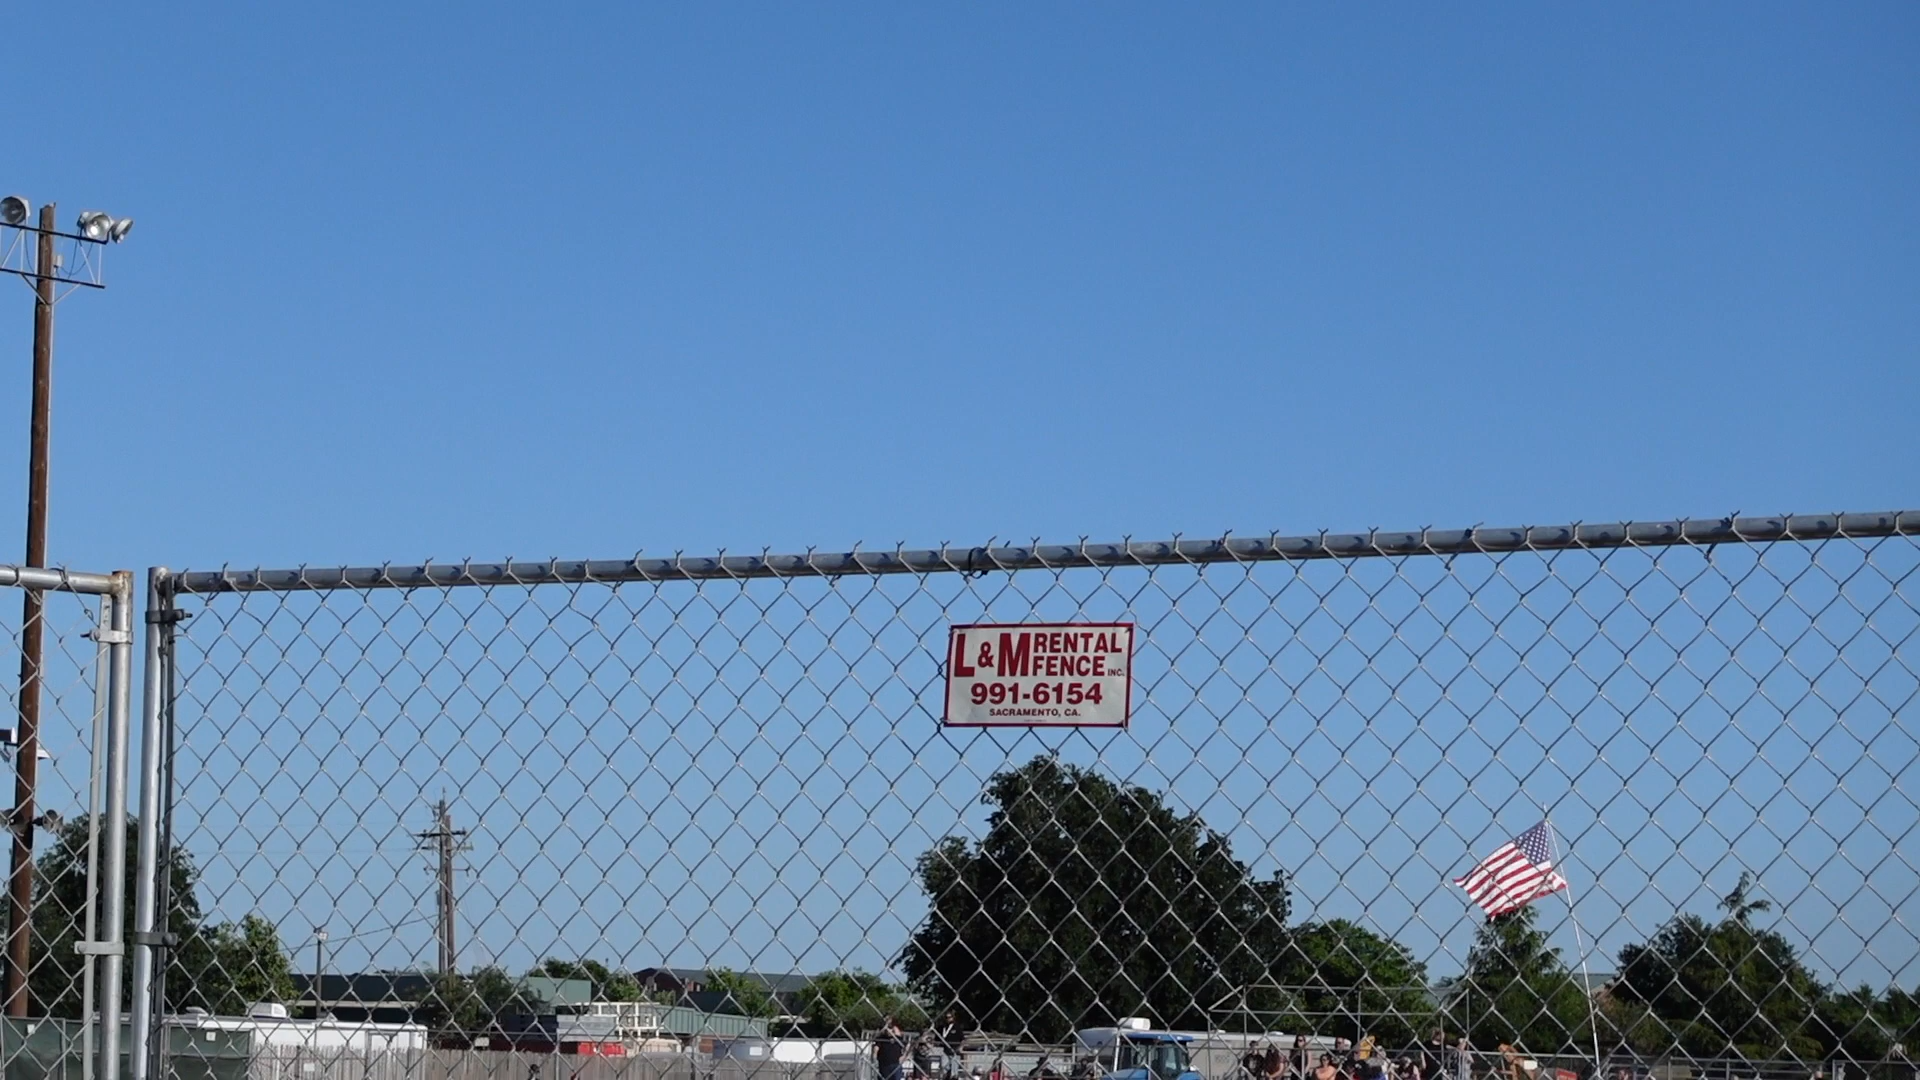 L & M RENTAL
FENCE INC.
991-6154
SACRAMENTO, CA.